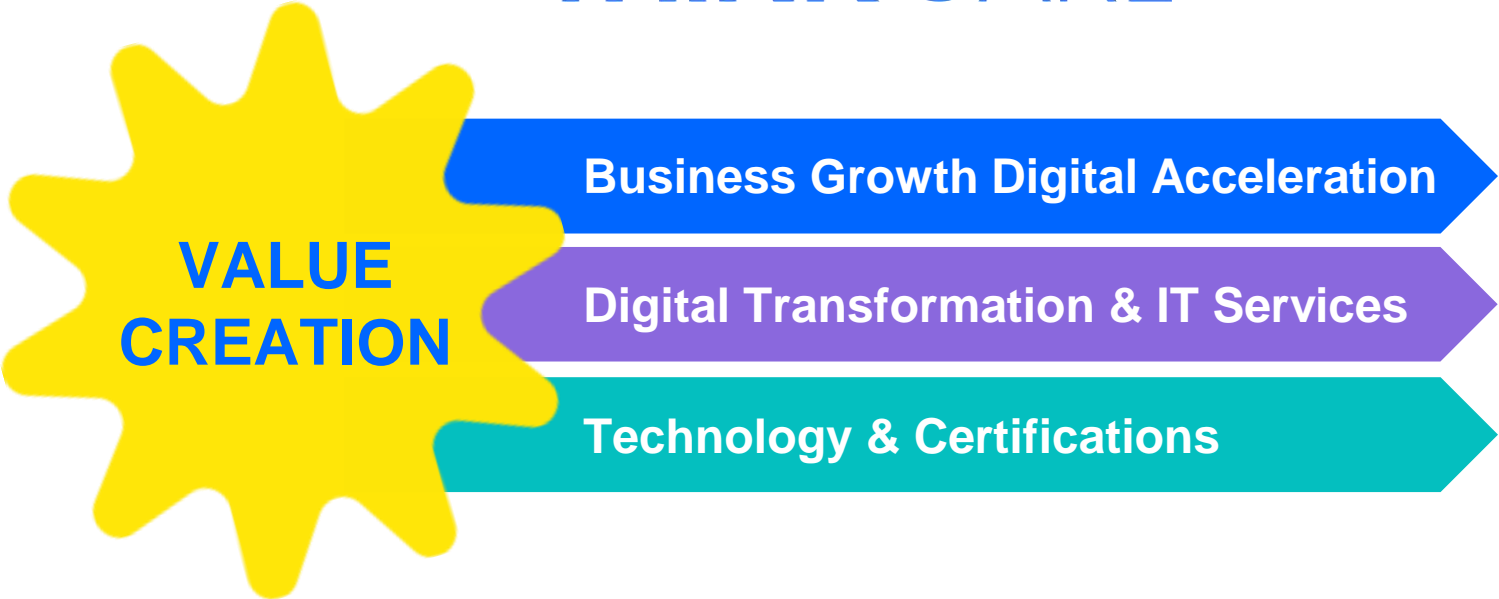 VALUE
CREATION
Business Growth Digital Acceleration
Digital Transformation & IT Services
Technology & Certifications